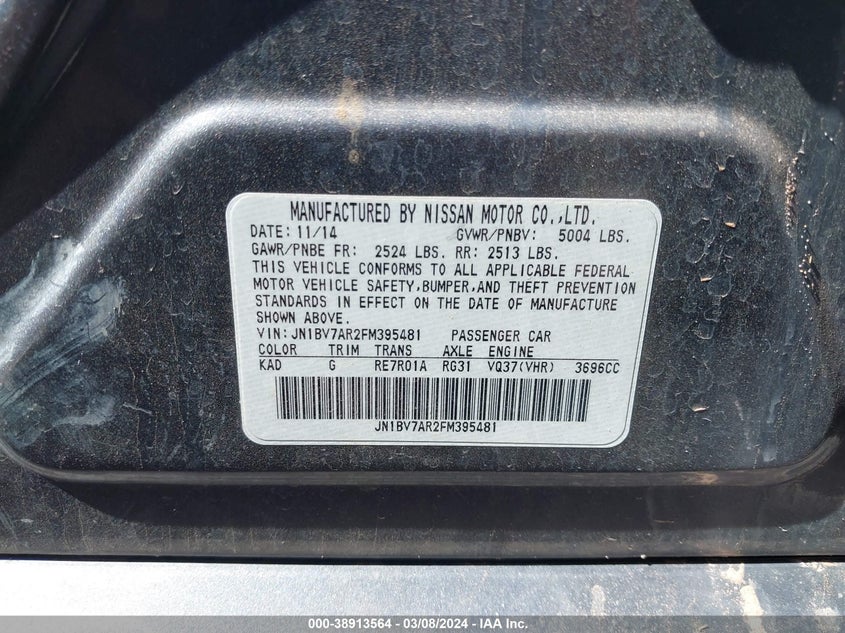 MANUFACTURED BY NISSAN MOTOR CO.,LTD.
DATE: 11/14 GVWR/PNBV: 5004 LBS.
GAWR/PNBE FR: 2524 LBS. RR: 2513 LBS.
THIS VEHICLE CONFORMS TO ALL APPLICABLE FEDERAL
MOTOR VEHICLE SAFETY,BUMPER,AND THEFT PREVENTION
STANDARDS IN EFFECT ON THE DATE OF MANUFACTURE
SHOWN ABOVE.
VIN:JN1BV7AR2FM395481 PASSENGER CAR
COLOR TRIM TRANS AXLE ENGINE
KAD G RE7R01A RG31 VQ37(VHR) 3696CC
JN1BV7AR2FM395481
000-38913564 / 03/08/2024 - IAA Inc.